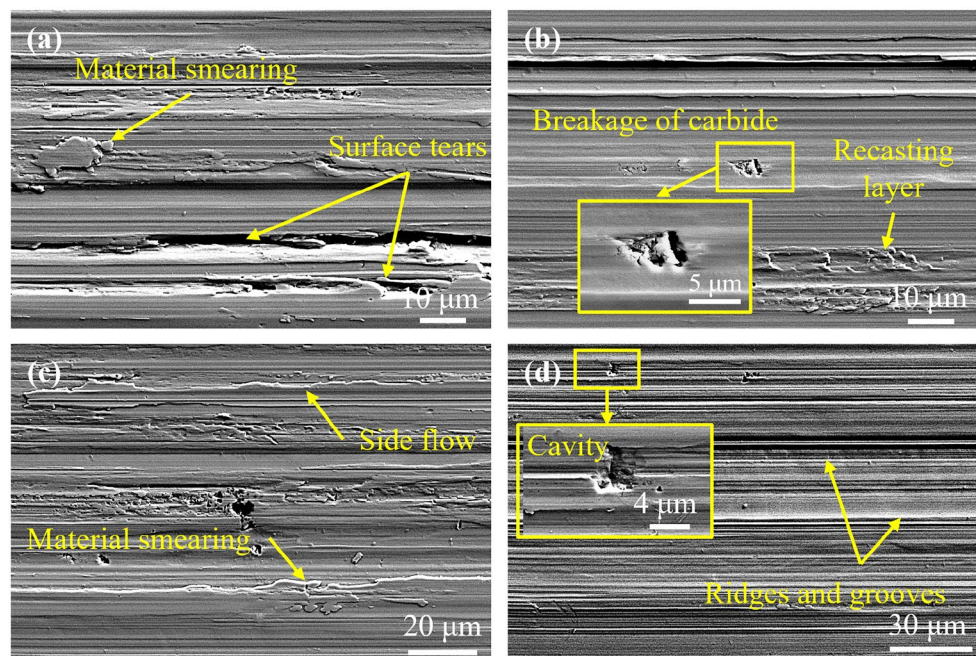 (a)
Material smearing
Surface tears
10 μm
(b)
Breakage of carbide
Recasting
layer
5 μm
10 μm
(c)
Side flow
Material smearing
20 μm
(d)
Cavity
4 μm
Ridges and grooves
30 μm